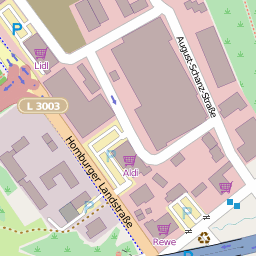 P
August-Schanz-Straße
Lidl
L 3003
P
Aldi
Homburger Landstraße
P
Rewe